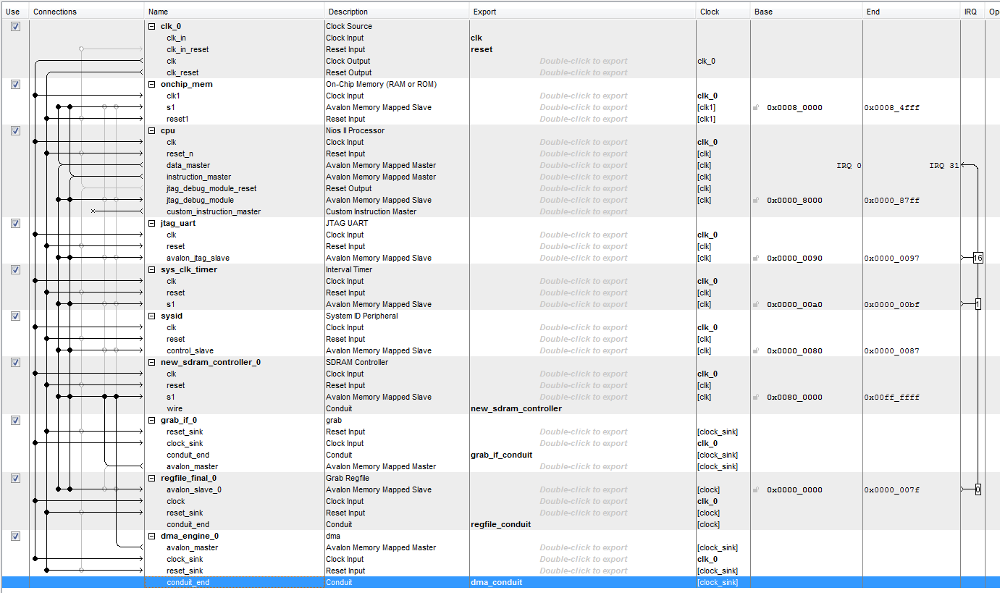 Use Connections Name Description Export Clock Base End IRQ Op
clk_0 Clock Source
clk_in Clock Input clk
clk_in_reset Reset Input reset
clk Clock Output Double-click to export clk_0
clk_reset Reset Output Double-click to export
onchip_mem On-Chip Memory (RAM or ROM)
clk1 Clock Input Double-click to export clk_0
s1 Avalon Memory Mapped Slave Double-click to export [clk1] 0x0008_0000 0x0008_4fff
reset1 Reset Input Double-click to export [clk1]
cpu Nios II Processor
clk Clock Input Double-click to export clk_0
reset_n Reset Input Double-click to export [clk]
data_master Avalon Memory Mapped Master Double-click to export [clk] IRQ 0 IRQ 31
instruction_master Avalon Memory Mapped Master Double-click to export [clk]
jtag_debug_module_reset Reset Output Double-click to export [clk]
jtag_debug_module Avalon Memory Mapped Slave Double-click to export [clk] 0x0000_8000 0x0000_87ff
custom_instruction_master Custom Instruction Master Double-click to export
jtag_uart JTAG UART
clk Clock Input Double-click to export clk_0
reset Reset Input Double-click to export [clk]
avalon_jtag_slave Avalon Memory Mapped Slave Double-click to export [clk] 0x0000_0090 0x0000_0097 16
sys_clk_timer Interval Timer
clk Clock Input Double-click to export clk_0
reset Reset Input Double-click to export [clk]
s1 Avalon Memory Mapped Slave Double-click to export [clk] 0x0000_00a0 0x0000_00bf 1
sysid System ID Peripheral
clk Clock Input Double-click to export clk_0
reset Reset Input Double-click to export [clk]
control_slave Avalon Memory Mapped Slave Double-click to export [clk] 0x0000_0080 0x0000_0087
new_sdram_controller_0 SDRAM Controller
clk Clock Input Double-click to export clk_0
reset Reset Input Double-click to export [clk]
s1 Avalon Memory Mapped Slave Double-click to export [clk] 0x0080_0000 0x00ff_ffff
wire Conduit new_sdram_controller
grab_if_0 grab
reset_sink Reset Input Double-click to export [clock_sink]
clock_sink Clock Input Double-click to export clk_0
conduit_end Conduit grab_if_conduit [clock_sink]
avalon_master Avalon Memory Mapped Master Double-click to export [clock_sink]
regfile_final_0 Grab Regfile
avalon_slave_0 Avalon Memory Mapped Slave Double-click to export [clock] 0x0000_0000 0x0000_007f 0
clock Clock Input Double-click to export clk_0
reset_sink Reset Input Double-click to export [clock]
conduit_end Conduit regfile_conduit [clock]
dma_engine_0 dma
avalon_master Avalon Memory Mapped Master Double-click to export [clock_sink]
clock_sink Clock Input Double-click to export clk_0
reset_sink Reset Input Double-click to export [clock_sink]
conduit_end Conduit dma_conduit [clock_sink]